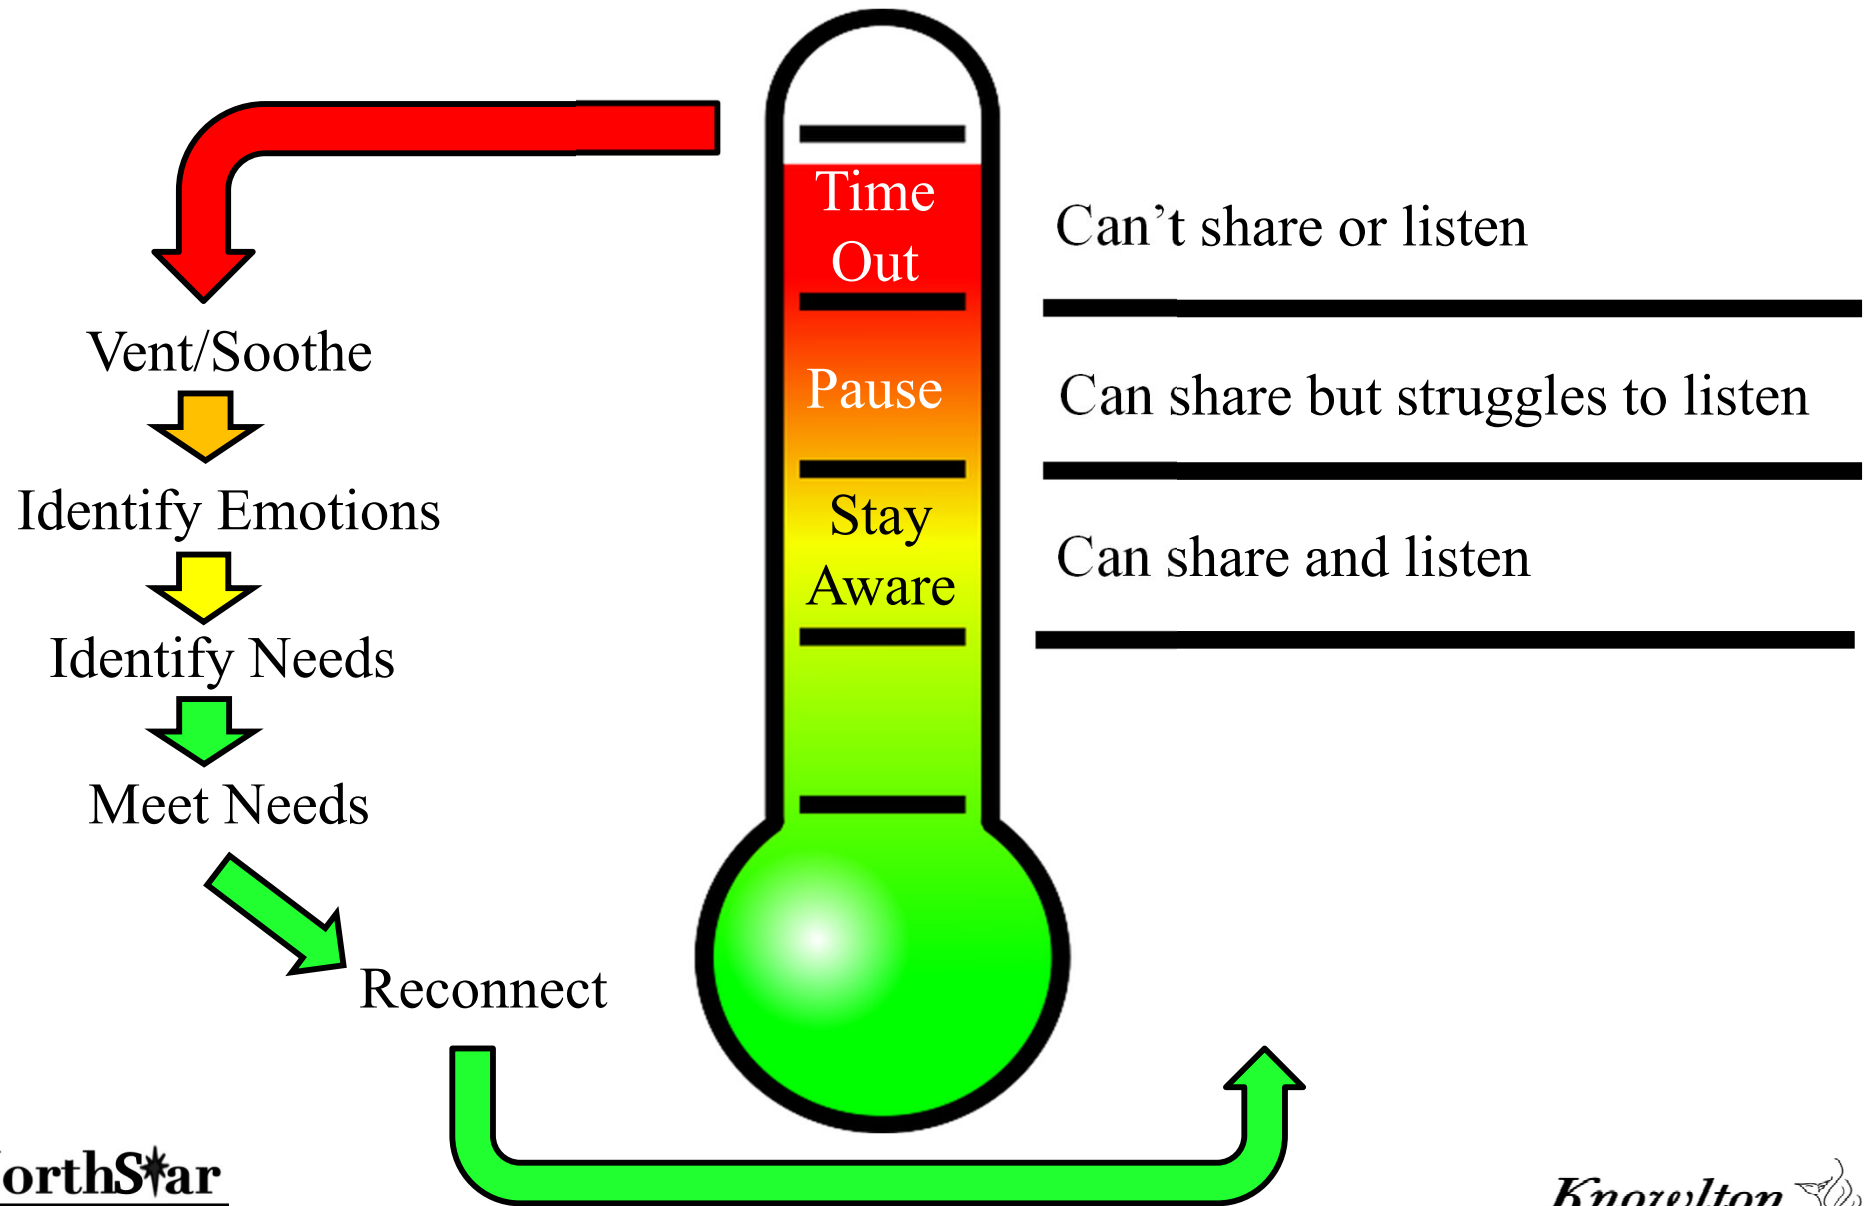 Time
Out
Can't share or listen
Vent/Soothe
Pause
Can share but struggles to listen
Identify Emotions
Stay
Aware
Can share and listen
Identify Needs
Meet Needs
Reconnect
orthStar
Knowlton